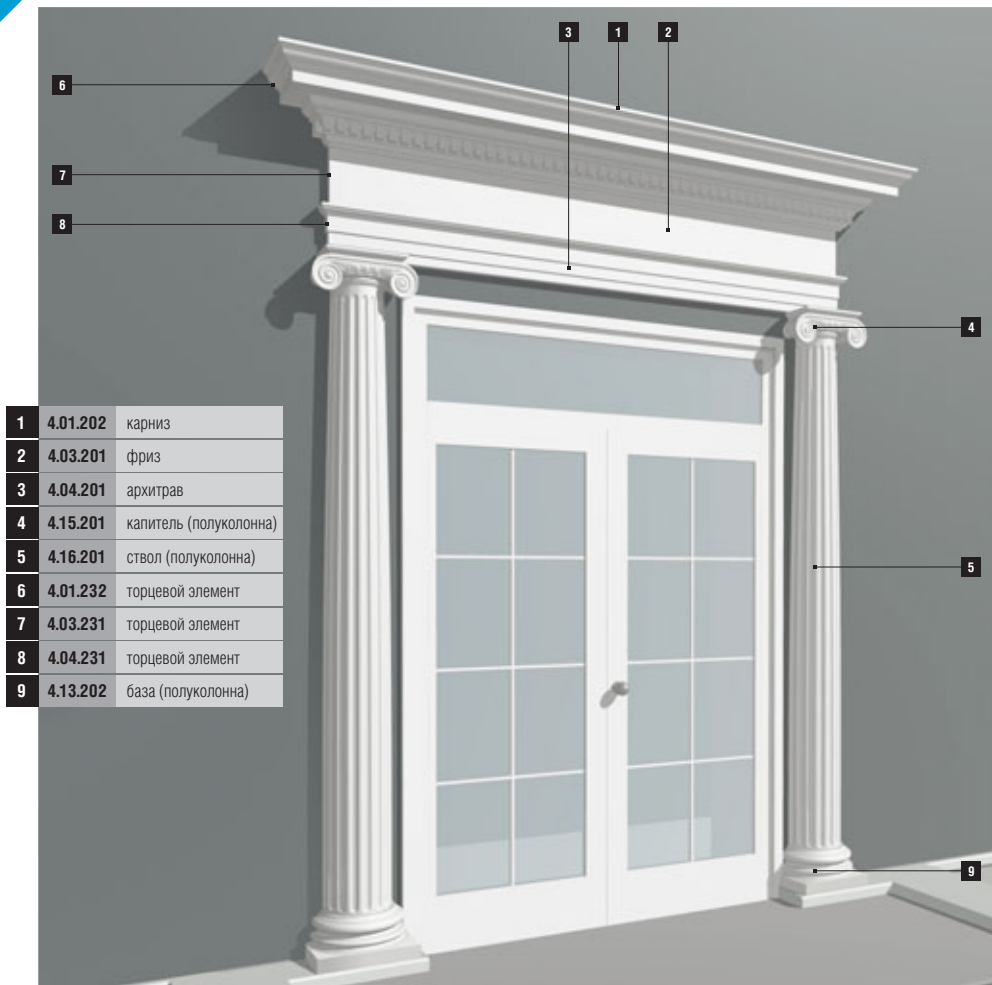 3 1 2
6
7
8
4
1 4.01.202 карниз
2 4.03.201 фриз
3 4.04.201 архитрав
4 4.15.201 капитель (полуколонна)
5 4.16.201 ствол (полуколонна)
6 4.01.232 торцевой элемент
7 4.03.231 торцевой элемент
8 4.04.231 торцевой элемент
9 4.13.202 база (полуколонна)
5
9